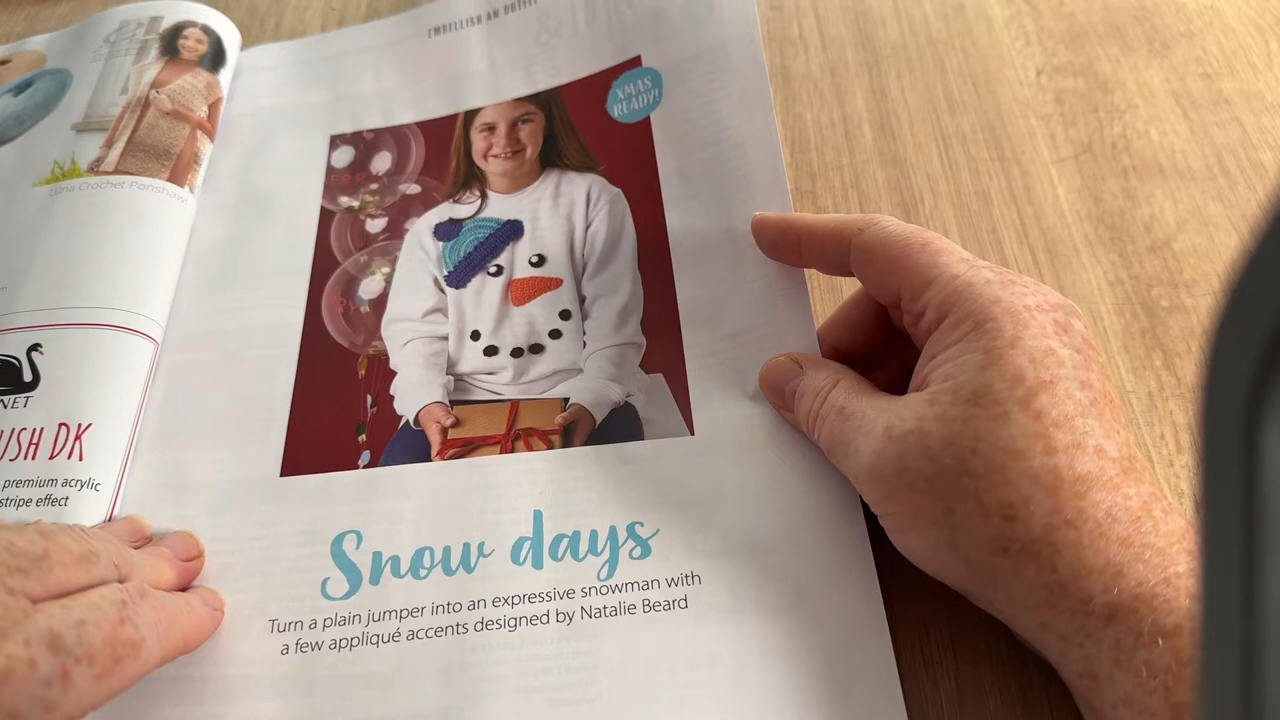 Luna Crochet Ponshaw
NET
USH DK
premium acrylic
stripe effect
EMBELLISH AN OUTFIT
XMAS
READY!
Snow days
Turn a plain jumper into an expressive snowman with
a few appliqué accents designed by Natalie Beard